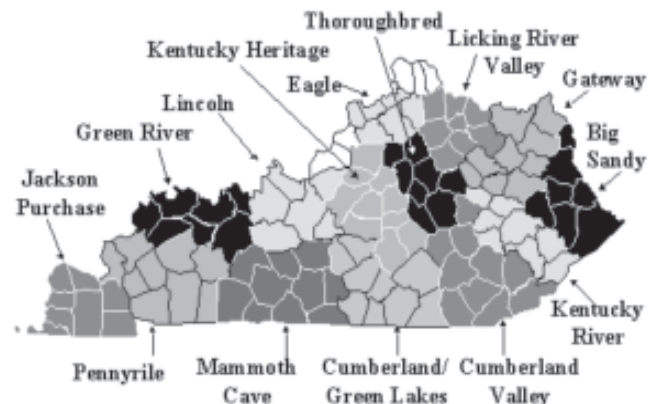 Thoroughbred
Kentucky Heritage
Licking River
Valley
Eagle
Gateway
Lincoln
Green River
Big
Sandy
Jackson
Purchase
Kentucky
River
Pennyrile
Mammoth
Cave
Cumberland/
Green Lakes
Cumberland
Valley